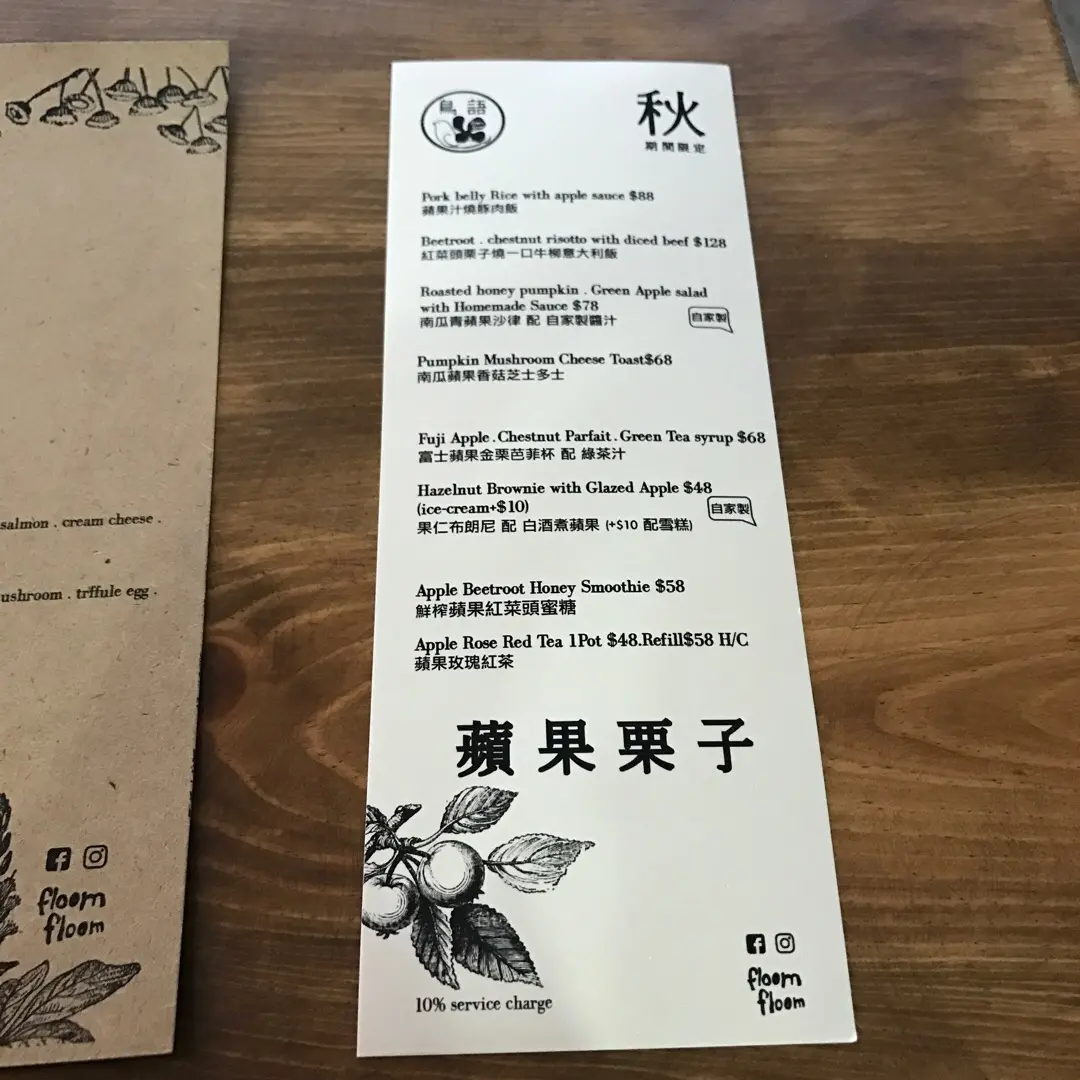 salmon . cream cheese .
ushroom . trffule egg .
floom
floom
鳥 語
秋
期間限定
Pork belly Rice with apple sauce $88
蘋果汁燒豚肉飯
Beetroot . chestnut risotto with diced beef $128
紅菜頭栗子燒一口牛柳意大利飯
Roasted honey pumpkin . Green Apple salad
with Homemade Sauce $78
南瓜青蘋果沙律 配 自家製醬汁
自家製
Pumpkin Mushroom Cheese Toast$68
南瓜蘋果香菇芝士多士
Fuji Apple . Chestnut Parfait . Green Tea syrup $68
富士蘋果金栗芭菲杯 配 綠茶汁
Hazelnut Brownie with Glazed Apple $48
(ice-cream+$10)
自家製
果仁布朗尼 配 白酒煮蘋果 (+$10 配雪糕)
Apple Beetroot Honey Smoothie $58
鮮榨蘋果紅菜頭蜜糖
Apple Rose Red Tea 1Pot $48.Refill$58 H/C
蘋果玫瑰紅茶
蘋果栗子
10% service charge
floom
floom